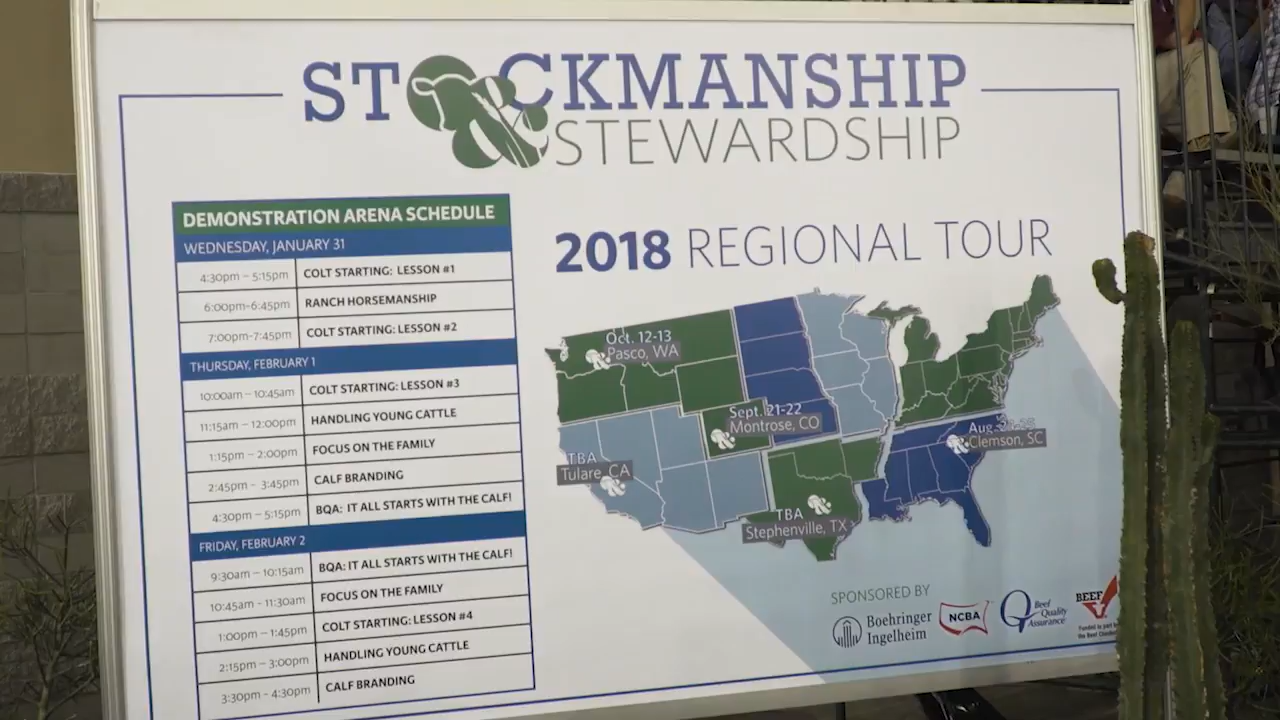 STOCKMANSHIP
& STEWARDSHIP
DEMONSTRATION ARENA SCHEDULE
WEDNESDAY, JANUARY 31
4:30pm – 5:15pm COLT STARTING: LESSON #1
6:00pm-6:45pm RANCH HORSEMANSHIP
7:00pm-7:45pm COLT STARTING: LESSON #2
THURSDAY, FEBRUARY 1
10:00am – 10:45am COLT STARTING: LESSON #3
11:15am – 12:00pm HANDLING YOUNG CATTLE
1:15pm – 2:00pm FOCUS ON THE FAMILY
2:45pm - 3:45pm CALF BRANDING
4:30pm – 5:15pm BQA: IT ALL STARTS WITH THE CALF!
FRIDAY, FEBRUARY 2
9:30am – 10:15am BQA: IT ALL STARTS WITH THE CALF!
10:45am - 11:30am FOCUS ON THE FAMILY
1:00pm – 1:45pm COLT STARTING: LESSON #4
2:15pm – 3:00pm HANDLING YOUNG CATTLE
3:30pm - 4:30pm CALF BRANDING
2018 REGIONAL TOUR
Oct. 12-13
Pasco, WA
Sept. 21-22
Montrose, CO
Aug.
Clemson, SC
TBA
Tulare, CA
TBA
Stephenville, TX
SPONSORED BY
Boehringer
Ingelheim
NCBA
Beef
Quality
Assurance
BEEF
Funded in part by
the Beef